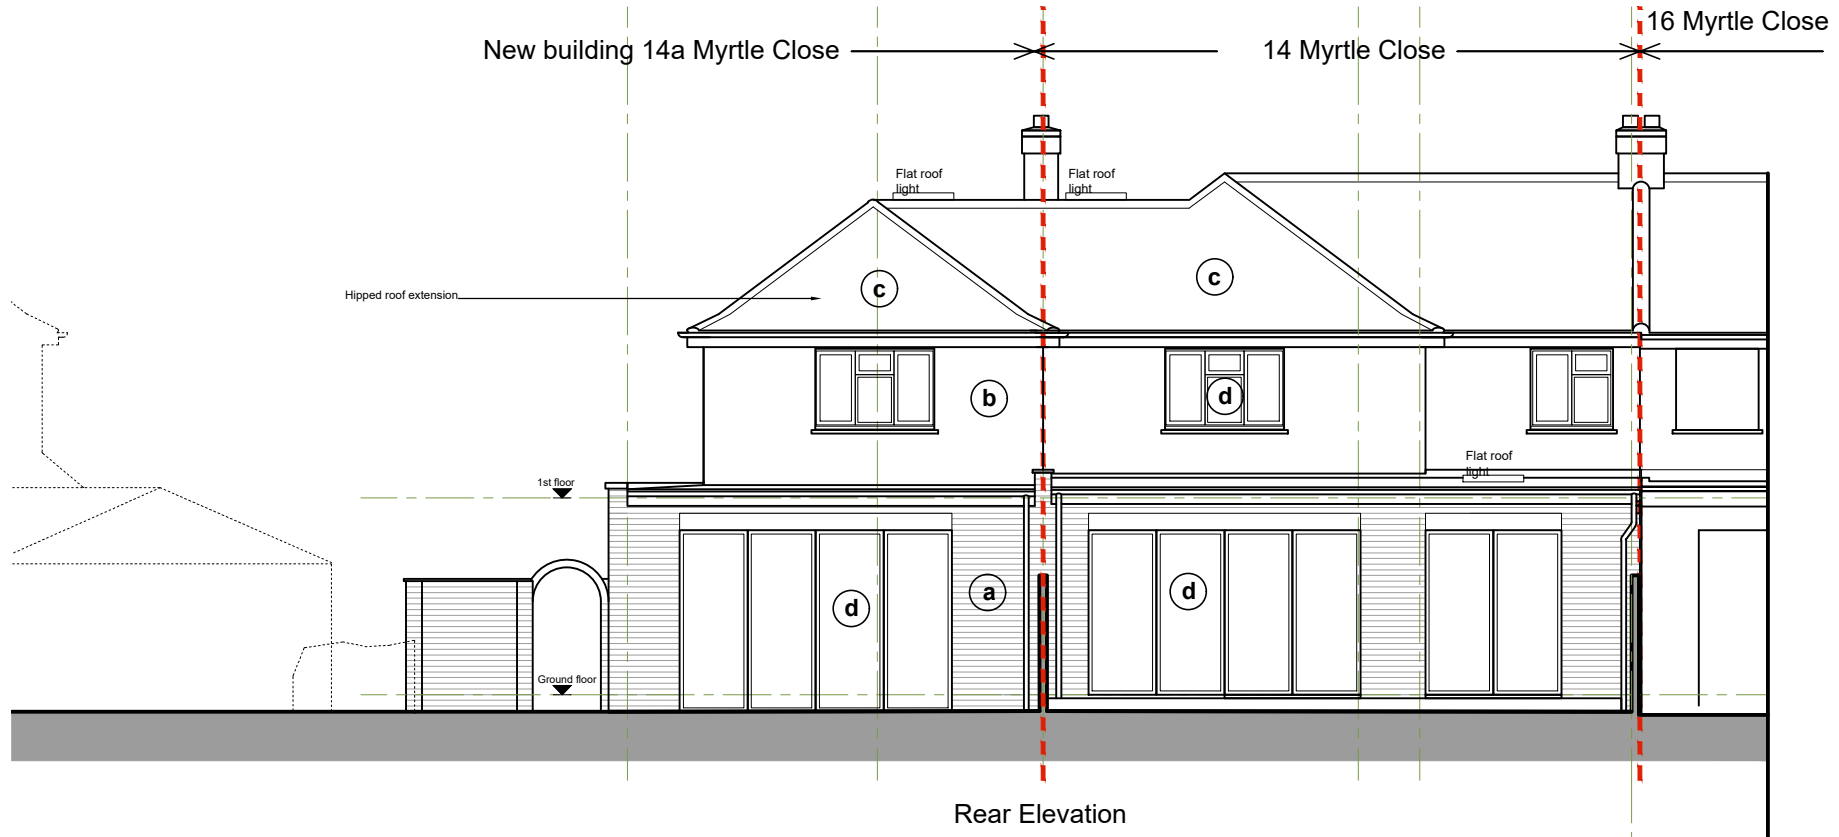 16 Myrtle Close
New building 14a Myrtle Close
14 Myrtle Close
Flat roof
light
Flat roof
light
c
c
Hipped roof extension
b
d
Flat roof
light
1st floor
a
d
d
Ground floor
Rear Elevation